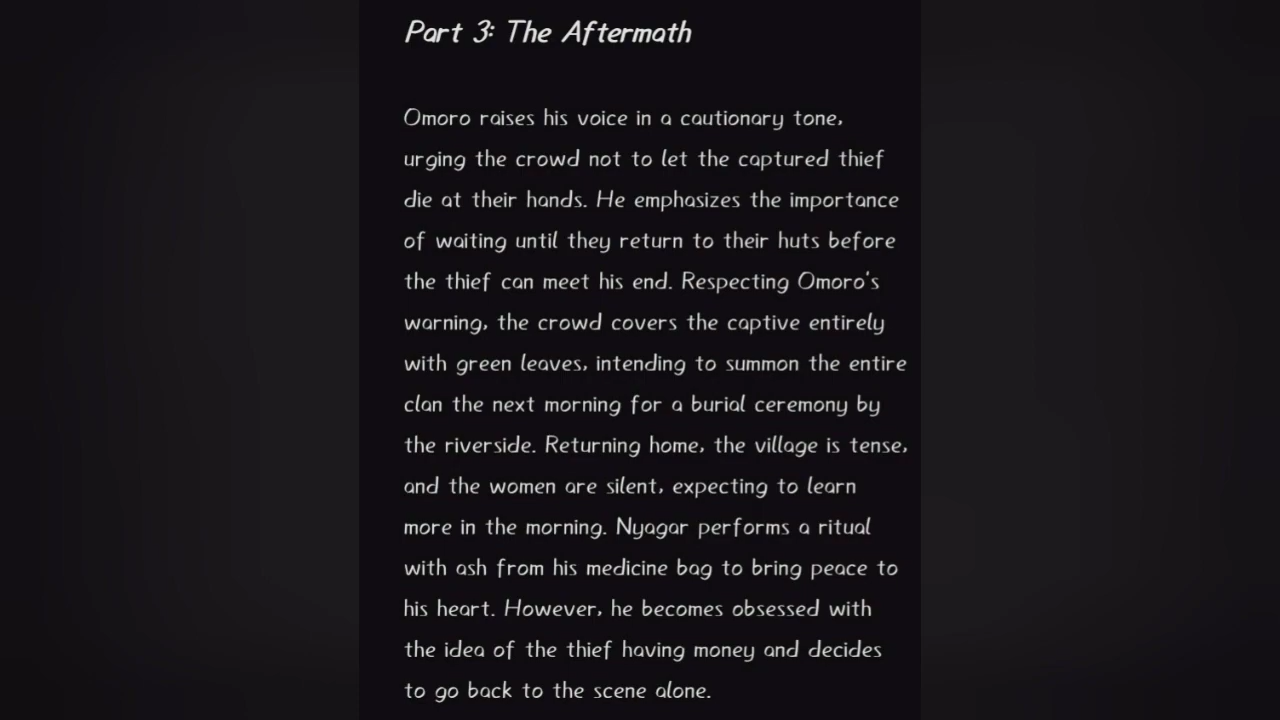 Part 3: The Aftermath
Omoro raises his voice in a cautionary tone,
urging the crowd not to let the captured thief
die at their hands. He emphasizes the importance
of waiting until they return to their huts before
the thief can meet his end. Respecting Omoro's
warning, the crowd covers the captive entirely
with green leaves, intending to summon the entire
clan the next morning for a burial ceremony by
the riverside. Returning home, the village is tense,
and the women are silent, expecting to learn
more in the morning. Nyagar performs a ritual
with ash from his medicine bag to bring peace to
his heart. However, he becomes obsessed with
the idea of the thief having money and decides
to go back to the scene alone.